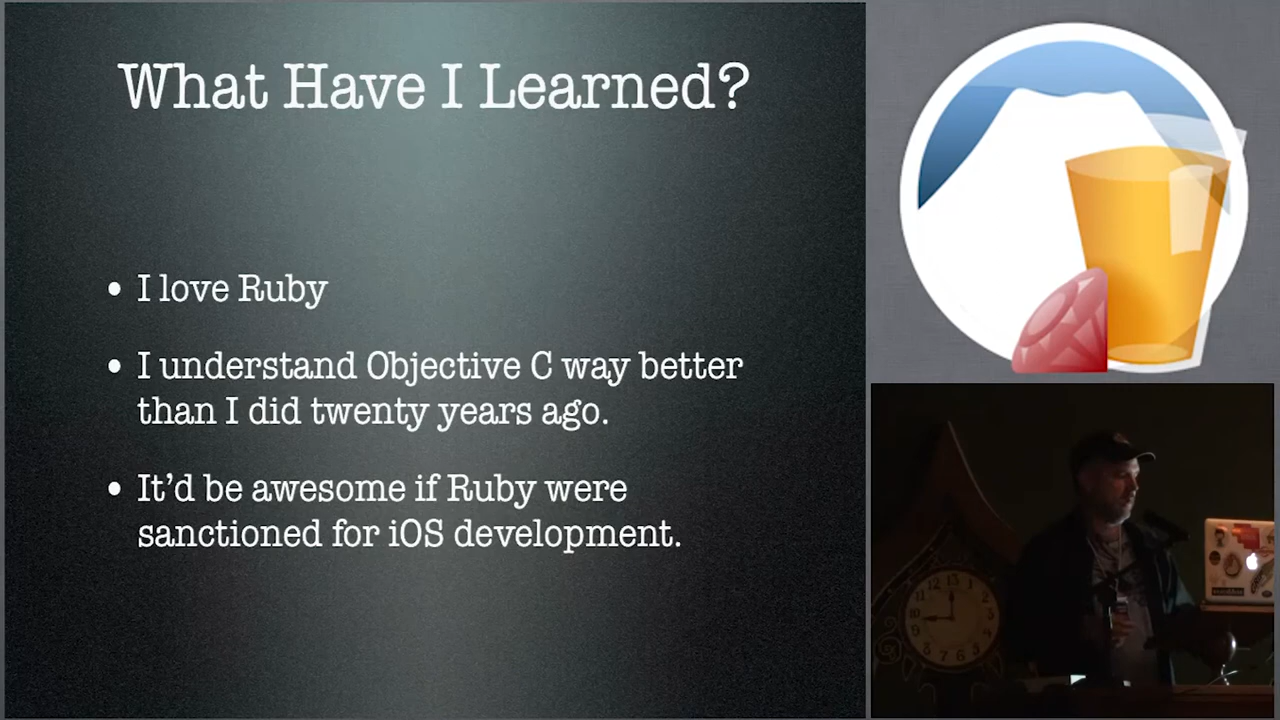 What Have I Learned?
• I love Ruby
• I understand Objective C way better
than I did twenty years ago.
• It’d be awesome if Ruby were
sanctioned for iOS development.